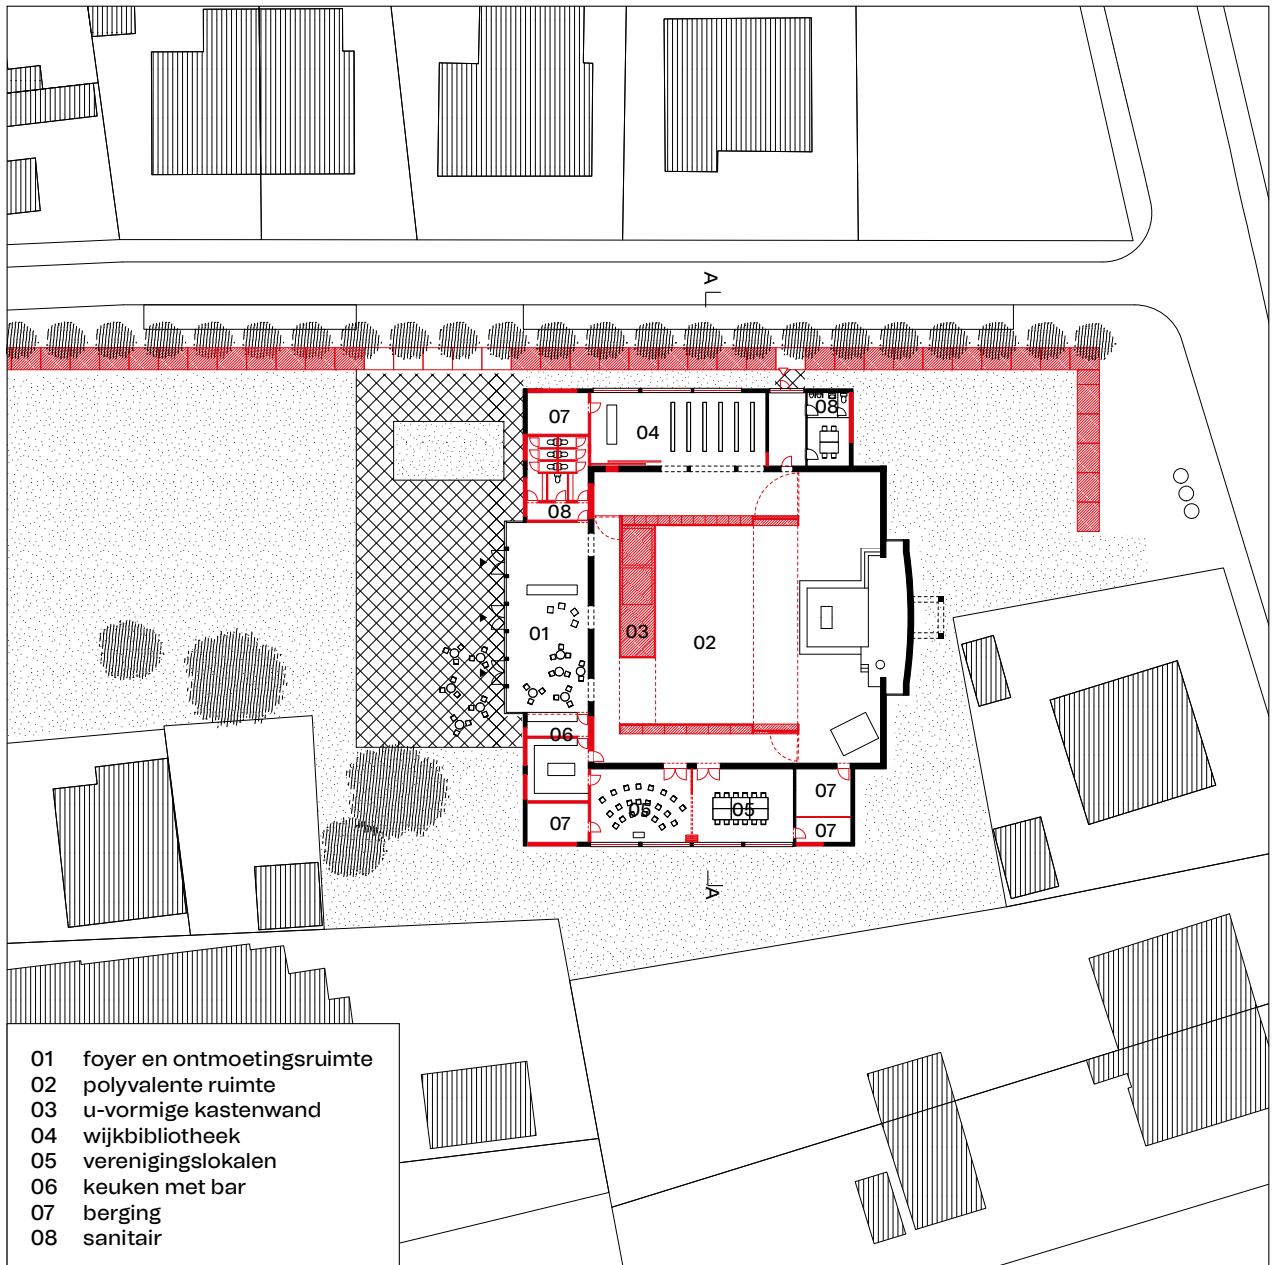 A
07
04
08
08
01
03
02
06
07
05
05
07
07
A
01 foyer en ontmoetingsruimte
02 polyvalente ruimte
03 u-vormige kastenwand
04 wijkbibliotheek
05 verenigingslokalen
06 keuken met bar
07 berging
08 sanitair